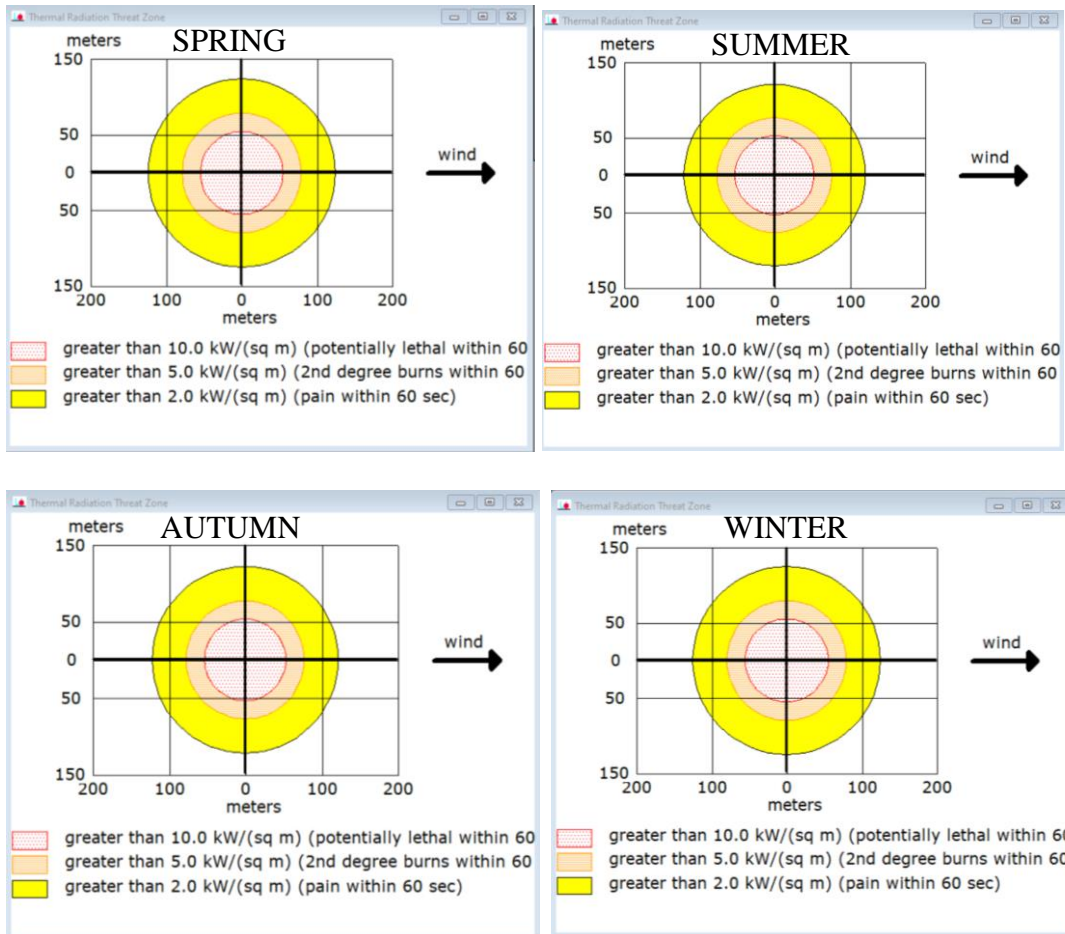 Thermal Radiation Threat Zone
meters
SPRING
150
50
0
50
150
200 100 0 100 200
meters
wind
greater than 10.0 kW/(sq m) (potentially lethal within 60
greater than 5.0 kW/(sq m) (2nd degree burns within 60
greater than 2.0 kW/(sq m) (pain within 60 sec)
Thermal Radiation Threat Zone
meters
SUMMER
150
50
0
50
150
200 100 0 100 200
meters
wind
greater than 10.0 kW/(sq m) (potentially lethal within 60
greater than 5.0 kW/(sq m) (2nd degree burns within 60
greater than 2.0 kW/(sq m) (pain within 60 sec)
Thermal Radiation Threat Zone
meters
AUTUMN
150
50
0
50
150
200 100 0 100 200
meters
wind
greater than 10.0 kW/(sq m) (potentially lethal within 60
greater than 5.0 kW/(sq m) (2nd degree burns within 60
greater than 2.0 kW/(sq m) (pain within 60 sec)
Thermal Radiation Threat Zone
meters
WINTER
150
50
0
50
150
200 100 0 100 200
meters
wind
greater than 10.0 kW/(sq m) (potentially lethal within 60
greater than 5.0 kW/(sq m) (2nd degree burns within 60
greater than 2.0 kW/(sq m) (pain within 60 sec)